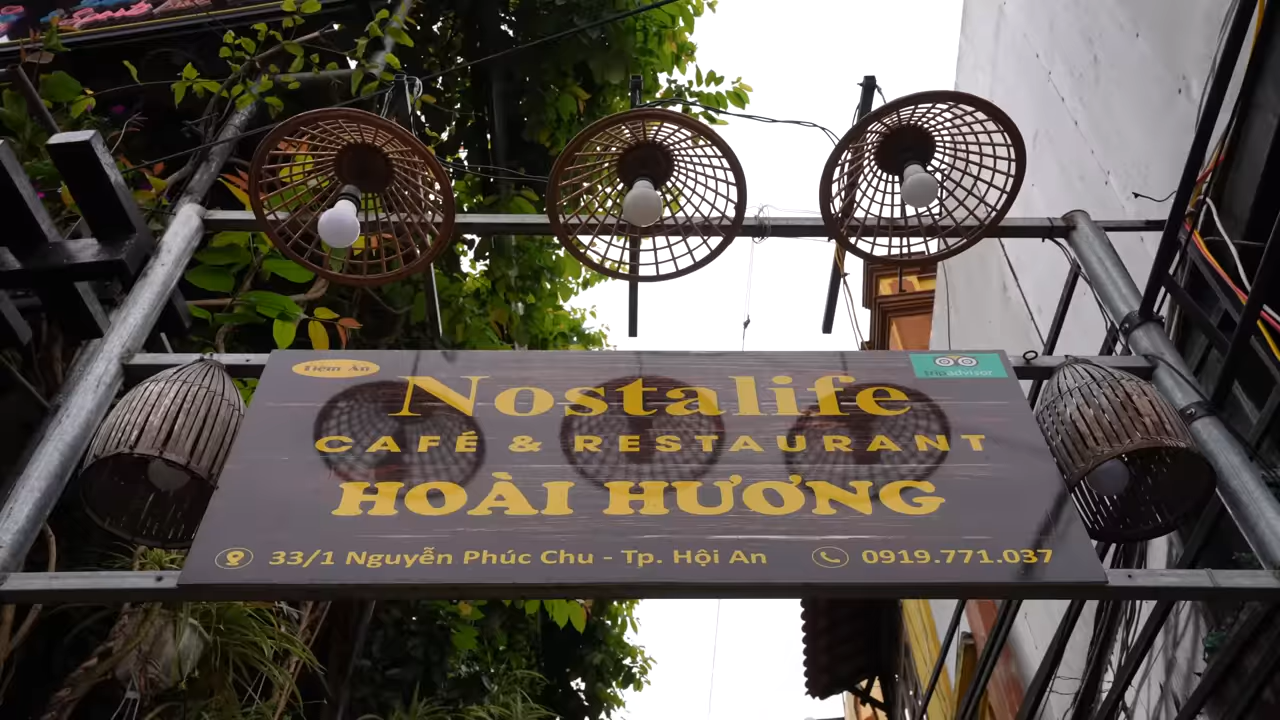 Tiệm Ăn
tripadvisor
Nostalife
CAFÉ & RESTAURANT
HOÀI HƯƠNG
33/1 Nguyễn Phúc Chu - Tp. Hội An
0919.771.037